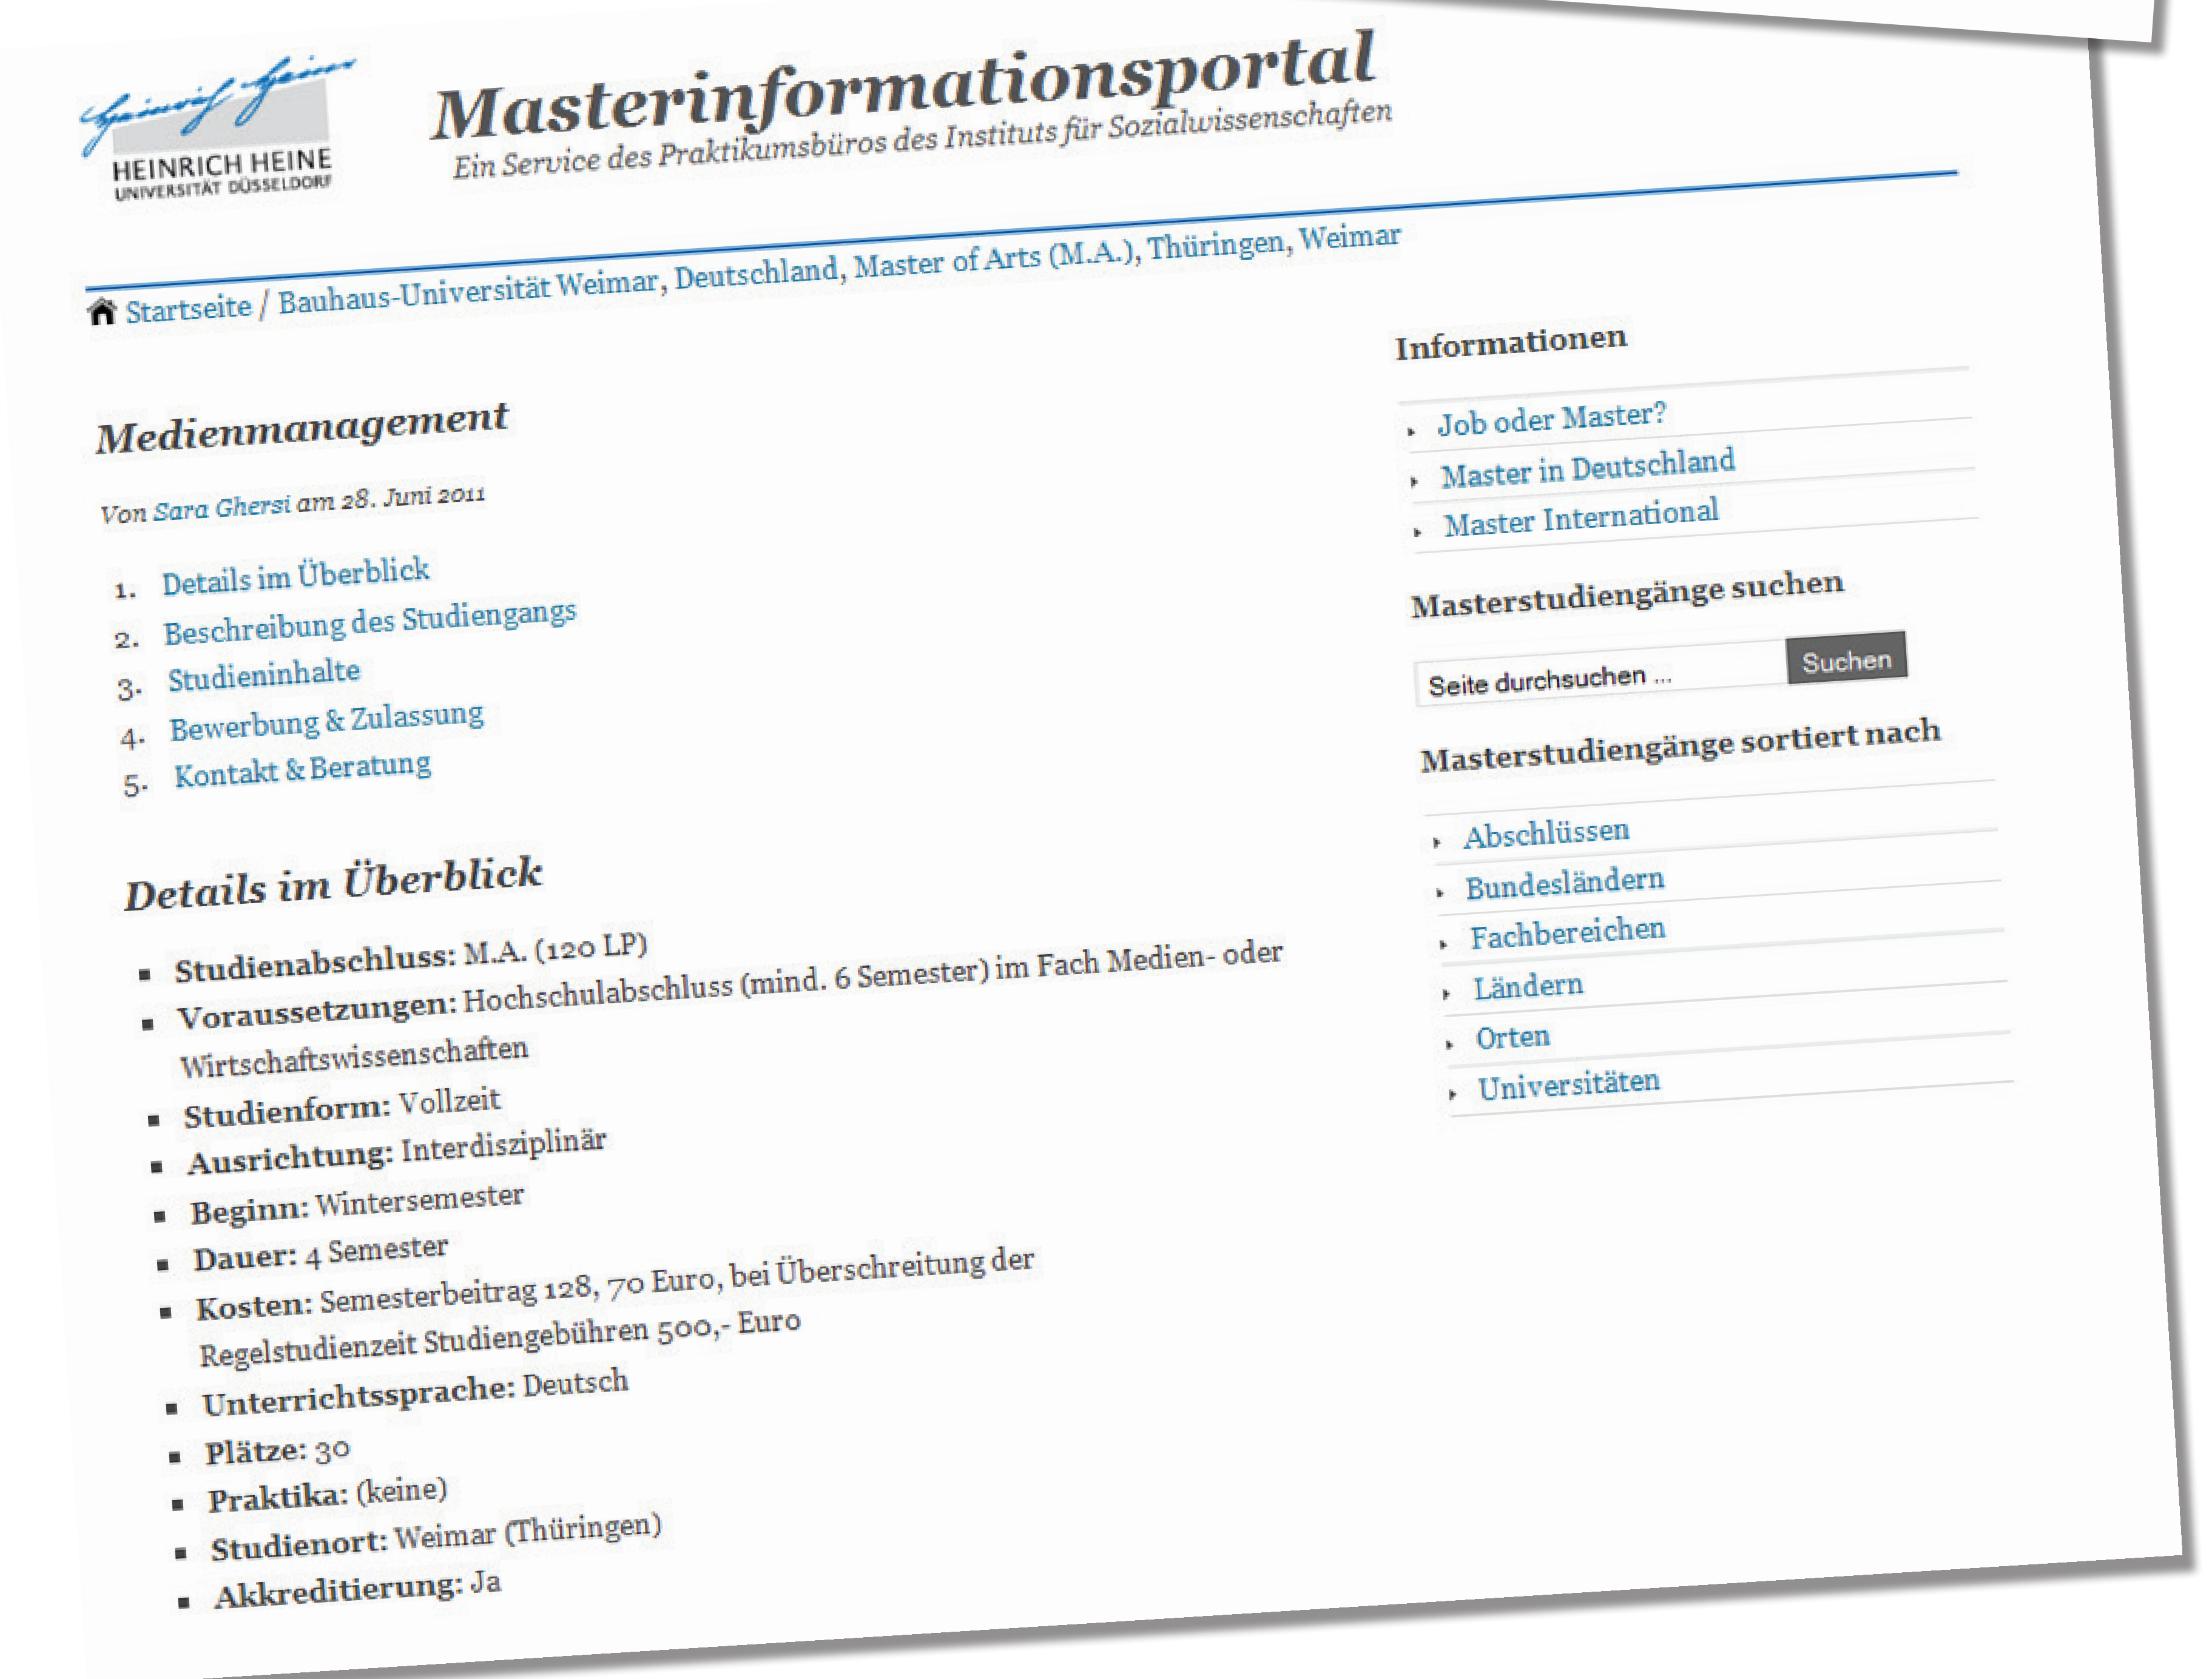 Heinrich Heine
HEINRICH HEINE
UNIVERSITÄT DÜSSELDORF
Masterinformationsportal
Ein Service des Praktikumsbüros des Instituts für Sozialwissenschaften
Startseite / Bauhaus-Universität Weimar, Deutschland, Master of Arts (M.A.), Thüringen, Weimar
Medienmanagement
Von Sara Ghersi am 28. Juni 2011
1. Details im Überblick
2. Beschreibung des Studiengangs
3. Studieninhalte
4. Bewerbung & Zulassung
5. Kontakt & Beratung
Details im Überblick
Studienabschluss: M.A. (120 LP)
Voraussetzungen: Hochschulabschluss (mind. 6 Semester) im Fach Medien- oder
Wirtschaftswissenschaften
Studienform: Vollzeit
Ausrichtung: Interdisziplinär
Beginn: Wintersemester
Dauer: 4 Semester
Kosten: Semesterbeitrag 128, 70 Euro, bei Überschreitung der
Regelstudienzeit Studiengebühren 500,- Euro
Unterrichtssprache: Deutsch
Plätze: 30
Praktika: (keine)
Studienort: Weimar (Thüringen)
Akkreditierung: Ja
Informationen
Job oder Master?
Master in Deutschland
Master International
Masterstudiengänge suchen
Seite durchsuchen ... Suchen
Masterstudiengänge sortiert nach
Abschlüssen
Bundesländern
Fachbereichen
Ländern
Orten
Universitäten